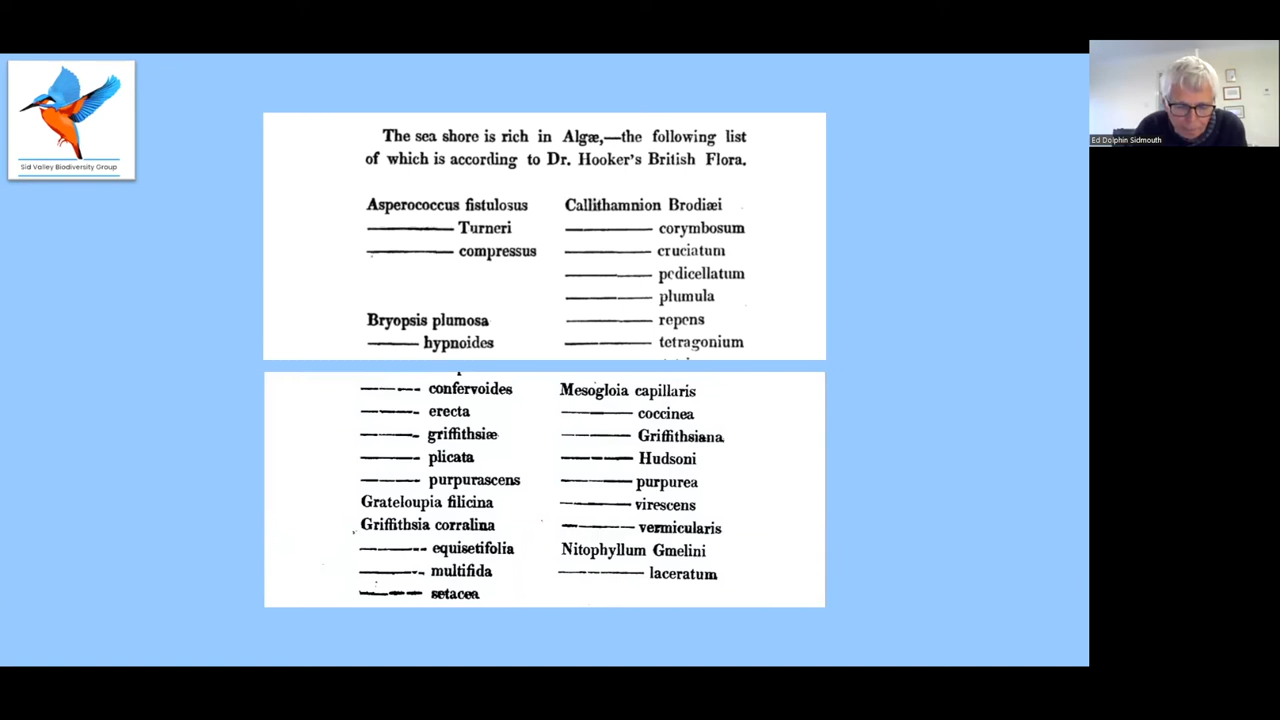 Sid Valley Biodiversity Group
The sea shore is rich in Algæ,—the following list
of which is according to Dr. Hooker's British Flora.
Asperococcus fistulosus
——— Turneri
——— compressus
Bryopsis plumosa
——— hypnoides
Callithamnion Brodiæi
——— corymbosum
——— cruciatum
——— pedicellatum
——— plumula
——— repens
——— tetragonium
——— confervoides
——— erecta
——— griffithsiæ
——— plicata
——— purpurascens
Grateloupia filicina
Griffithsia corralina
——— equisetifolia
——— multifida
——— setacea
Mesogloia capillaris
——— coccinea
——— Griffithsiana
——— Hudsoni
——— purpurea
——— virescens
——— vermicularis
Nitophyllum Gmelini
——— laceratum
Ed Dolphin Sidmouth